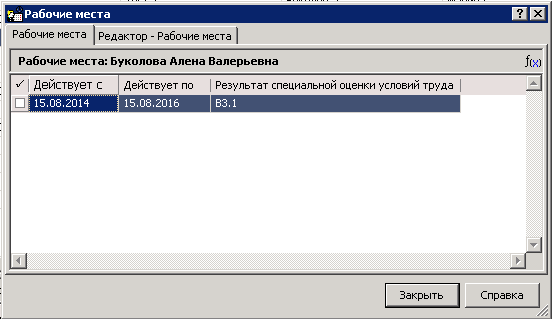 Рабочие места
Рабочие места Редактор - Рабочие места
Рабочие места: Буколова Алена Валерьевна f(x)
✓ Действует с Действует по Результат специальной оценки условий труда
15.08.2014 15.08.2016 В3.1
Закрыть Справка